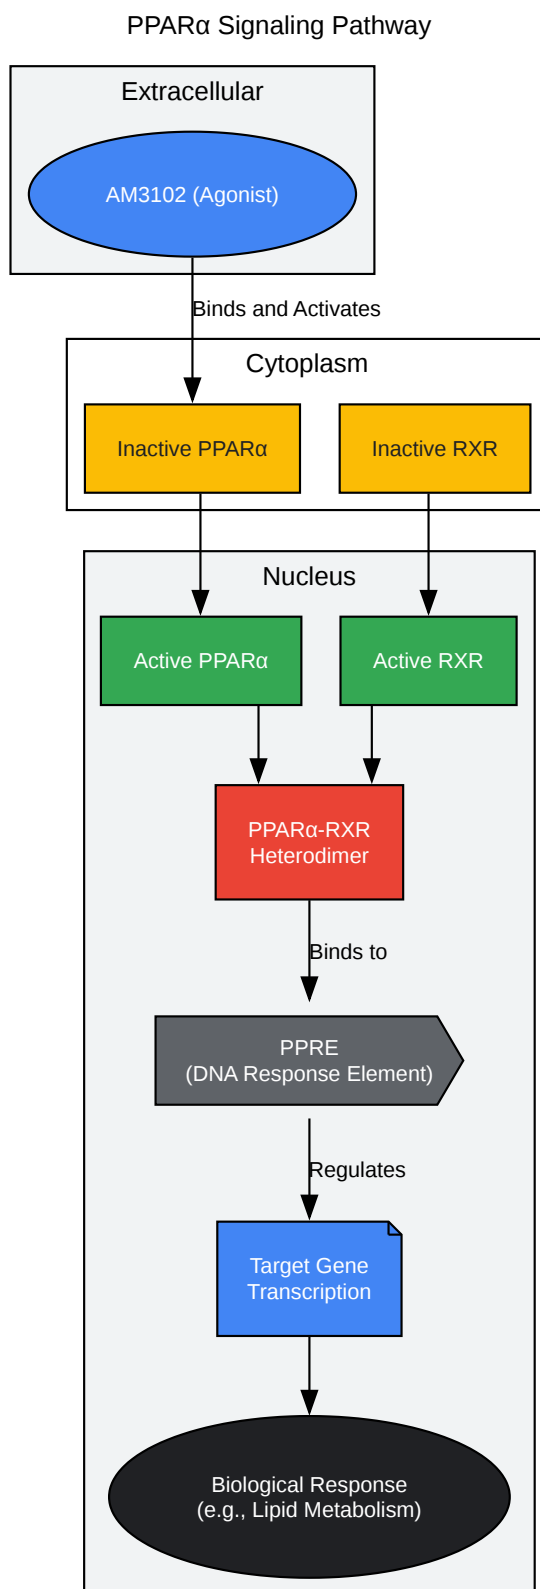 PPARα Signaling Pathway
Extracellular
AM3102 (Agonist)
Binds and Activates
Cytoplasm
Inactive PPARα
Inactive RXR
Nucleus
Active PPARα
Active RXR
PPARα-RXR
Heterodimer
Binds to
PPRE
(DNA Response Element)
Regulates
Target Gene
Transcription
Biological Response
(e.g., Lipid Metabolism)